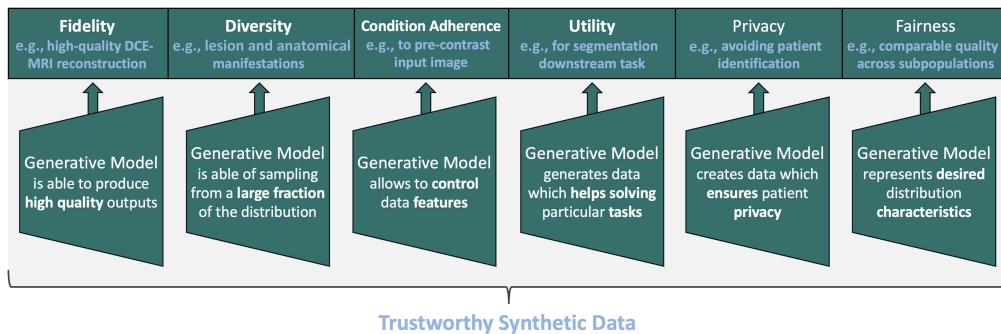 Fidelity
e.g., high-quality DCE-
MRI reconstruction
Diversity
e.g., lesion and anatomical
manifestations
Condition Adherence
e.g., to pre-contrast
input image
Utility
e.g., for segmentation
downstream task
Privacy
e.g., avoiding patient
identification
Fairness
e.g., comparable quality
across subpopulations
Generative Model
is able to produce
high quality outputs
Generative Model
is able of sampling
from a large fraction
of the distribution
Generative Model
allows to control
data features
Generative Model
generates data
which helps solving
particular tasks
Generative Model
creates data which
ensures patient
privacy
Generative Model
represents desired
distribution
characteristics
Trustworthy Synthetic Data